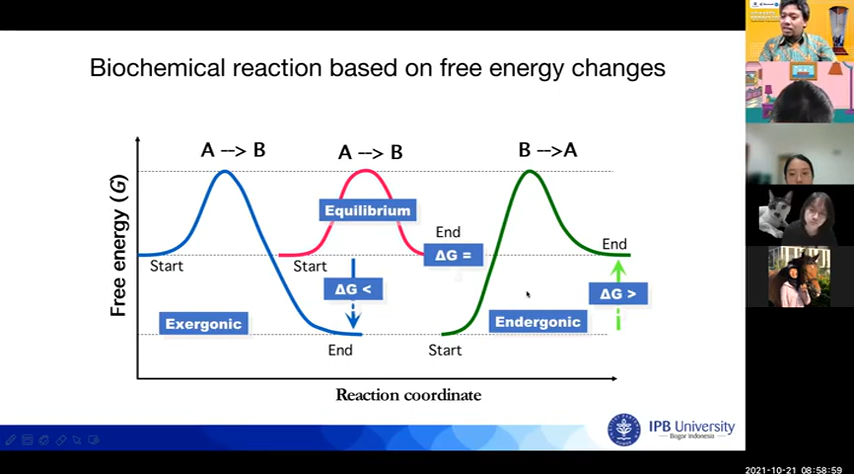 Biochemical reaction based on free energy changes
A --> B
A --> B
B -->A
Free energy (G)
Equilibrium
End
ΔG =
End
Start
Start
ΔG <
ΔG >
Exergonic
Endergonic
End
Start
Reaction coordinate
IPB University
Bogor Indonesia
2021-10-21 08:58:59